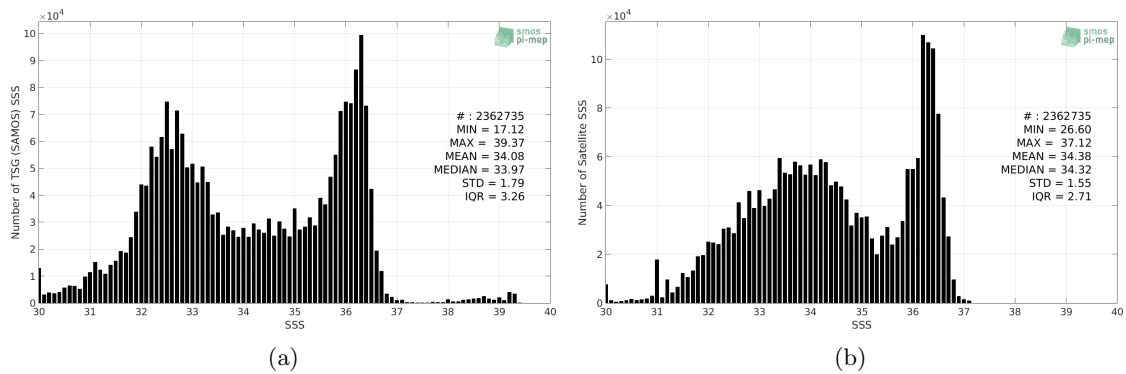 ×10⁴
10
9
8
7
6
5
4
3
2
1
0
Number of TSG (SAMOS) SSS
smos
pi-mep
# : 2362735
MIN = 17.12
MAX = 39.37
MEAN = 34.08
MEDIAN = 33.97
STD = 1.79
IQR = 3.26
30 31 32 33 34 35 36 37 38 39 40
SSS
(a)
×10⁴
10
8
6
4
2
0
Number of Satellite SSS
smos
pi-mep
# : 2362735
MIN = 26.60
MAX = 37.12
MEAN = 34.38
MEDIAN = 34.32
STD = 1.55
IQR = 2.71
30 31 32 33 34 35 36 37 38 39 40
SSS
(b)